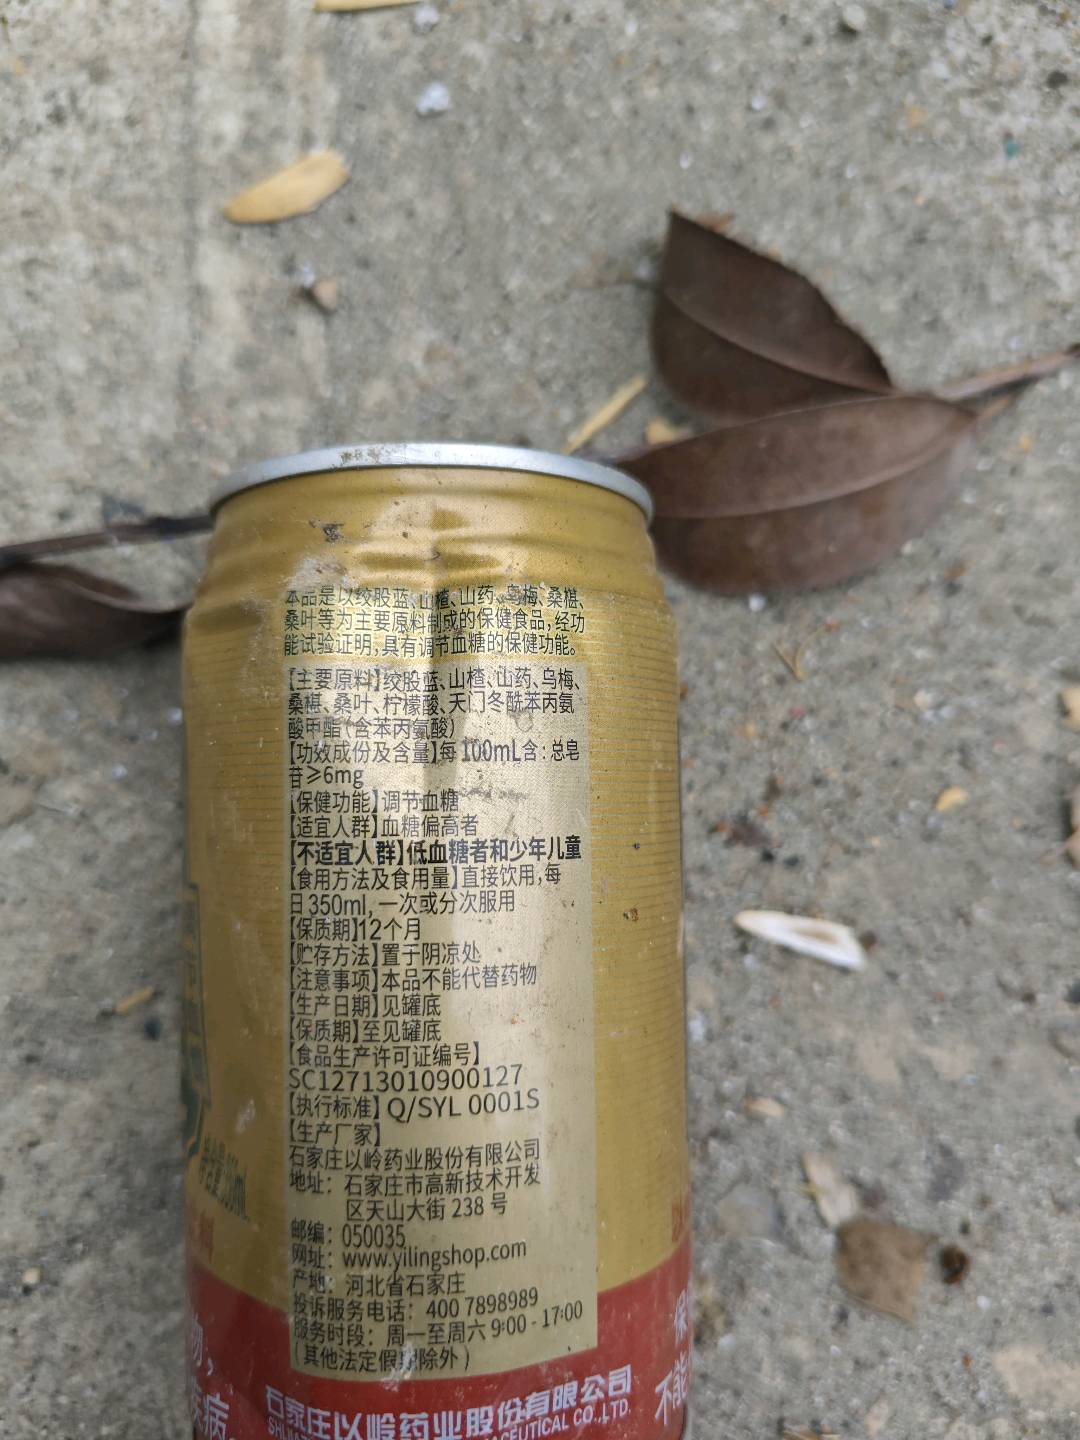 本品是以绞股蓝、山楂、山药、乌梅、桑椹、
桑叶等为主要原料制成的保健食品，经功
能试验证明，具有调节血糖的保健功能。
【主要原料】绞股蓝、山楂、山药、乌梅、
桑椹、桑叶、柠檬酸、天门冬酰苯丙氨
酸甲酯（含苯丙氨酸）
【功效成份及含量】每100mL含：总皂
苷≥6mg
【保健功能】调节血糖
【适宜人群】血糖偏高者
【不适宜人群】低血糖者和少年儿童
【食用方法及食用量】直接饮用，每
日350ml，一次或分次服用
【保质期】12个月
【贮存方法】置于阴凉处
【注意事项】本品不能代替药物
【生产日期】见罐底
【保质期】至见罐底
【食品生产许可证编号】
SC12713010900127
【执行标准】Q/SYL 0001S
【生产厂家】
石家庄以岭药业股份有限公司
地址：石家庄市高新技术开发
区天山大街 238 号
邮编：050035
网址：www.yilingshop.com
产地：河北省石家庄
投诉服务电话：400 7898989
服务时段：周一至周六 9:00 - 17:00
（其他法定假期除外）
石家庄以岭药业股份有限公司
CO.,LTD.
物，
疾病。
保
不能